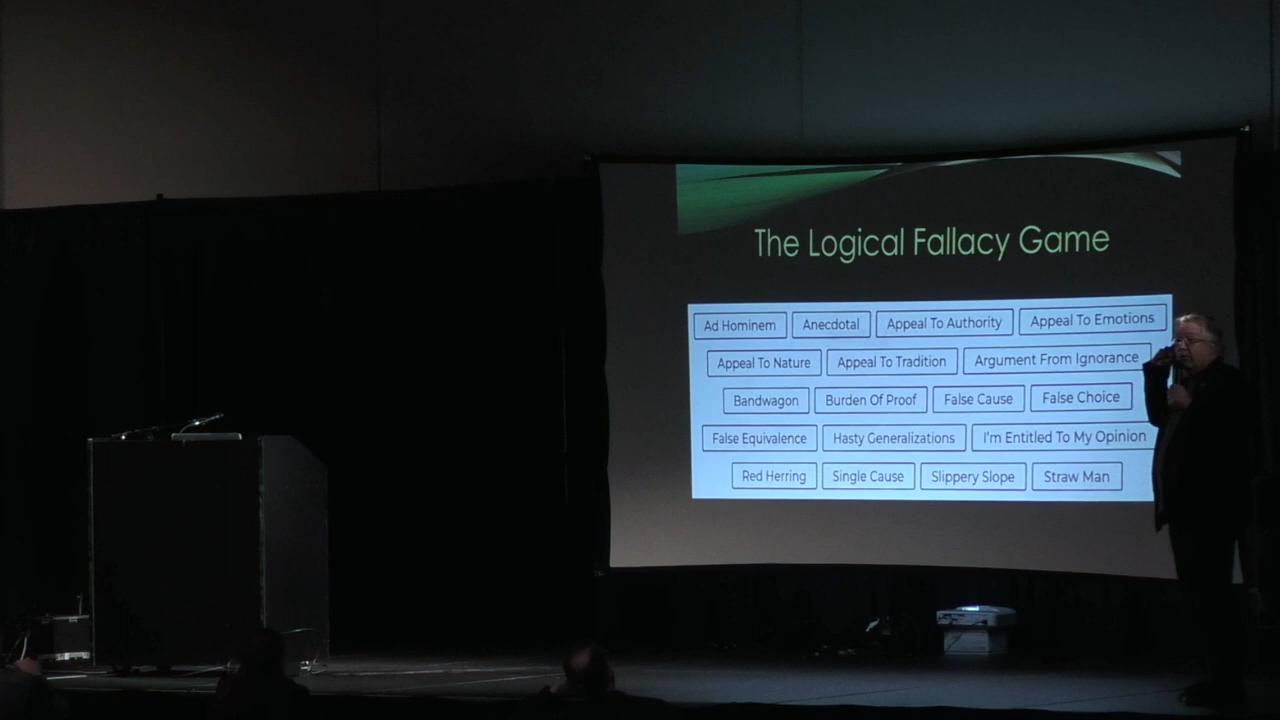 The Logical Fallacy Game
Ad Hominem Anecdotal Appeal To Authority Appeal To Emotions
Appeal To Nature Appeal To Tradition Argument From Ignorance
Bandwagon Burden Of Proof False Cause False Choice
False Equivalence Hasty Generalizations I'm Entitled To My Opinion
Red Herring Single Cause Slippery Slope Straw Man